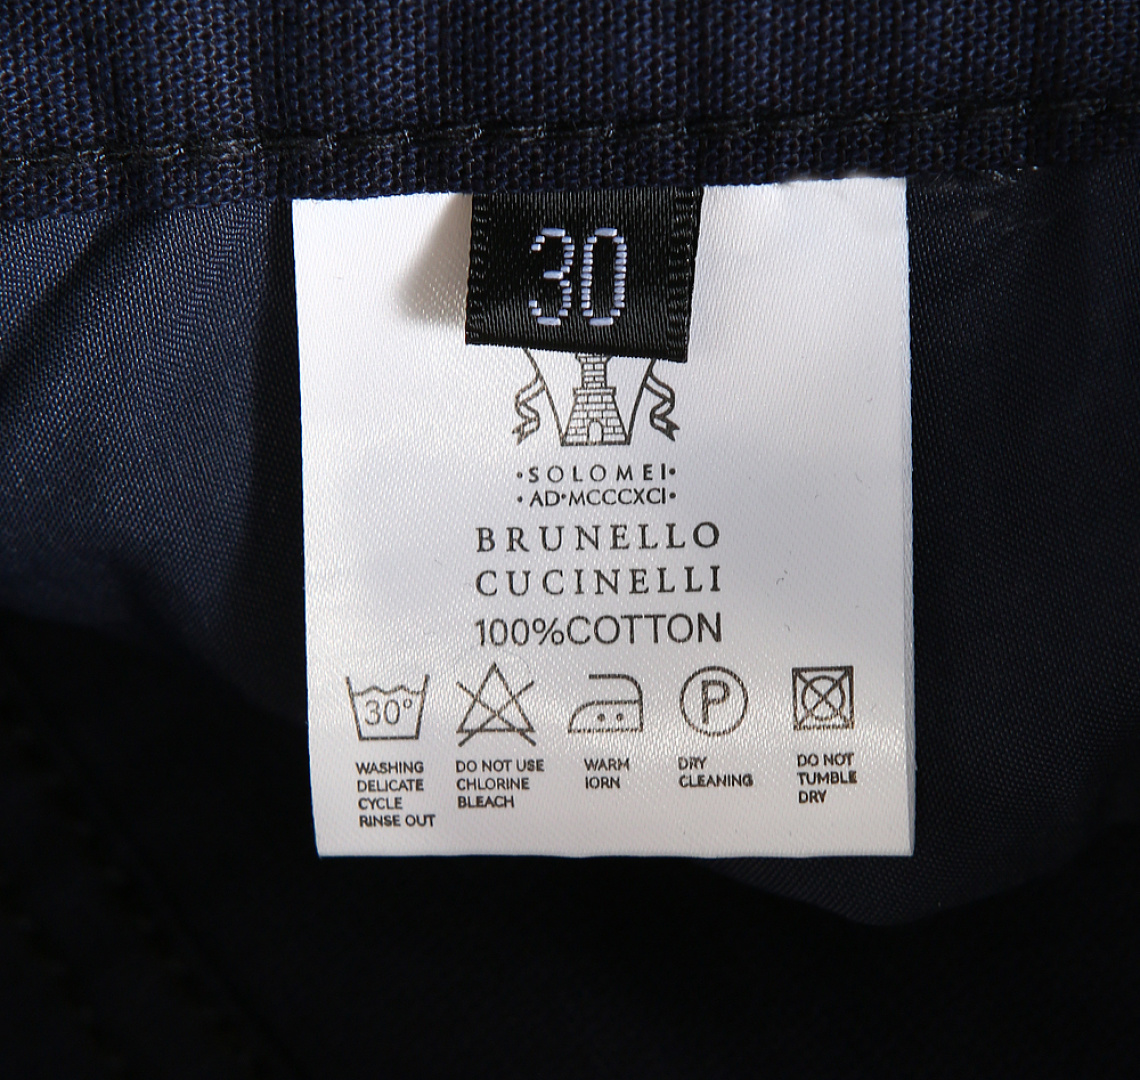 30
•SOLOMEI•
•AD•MCCCXCI•
BRUNELLO
CUCINELLI
100%COTTON
30°
P
WASHING
DELICATE
CYCLE
RINSE OUT
DO NOT USE
CHLORINE
BLEACH
WARM
IORN
DRY
CLEANING
DO NOT
TUMBLE
DRY